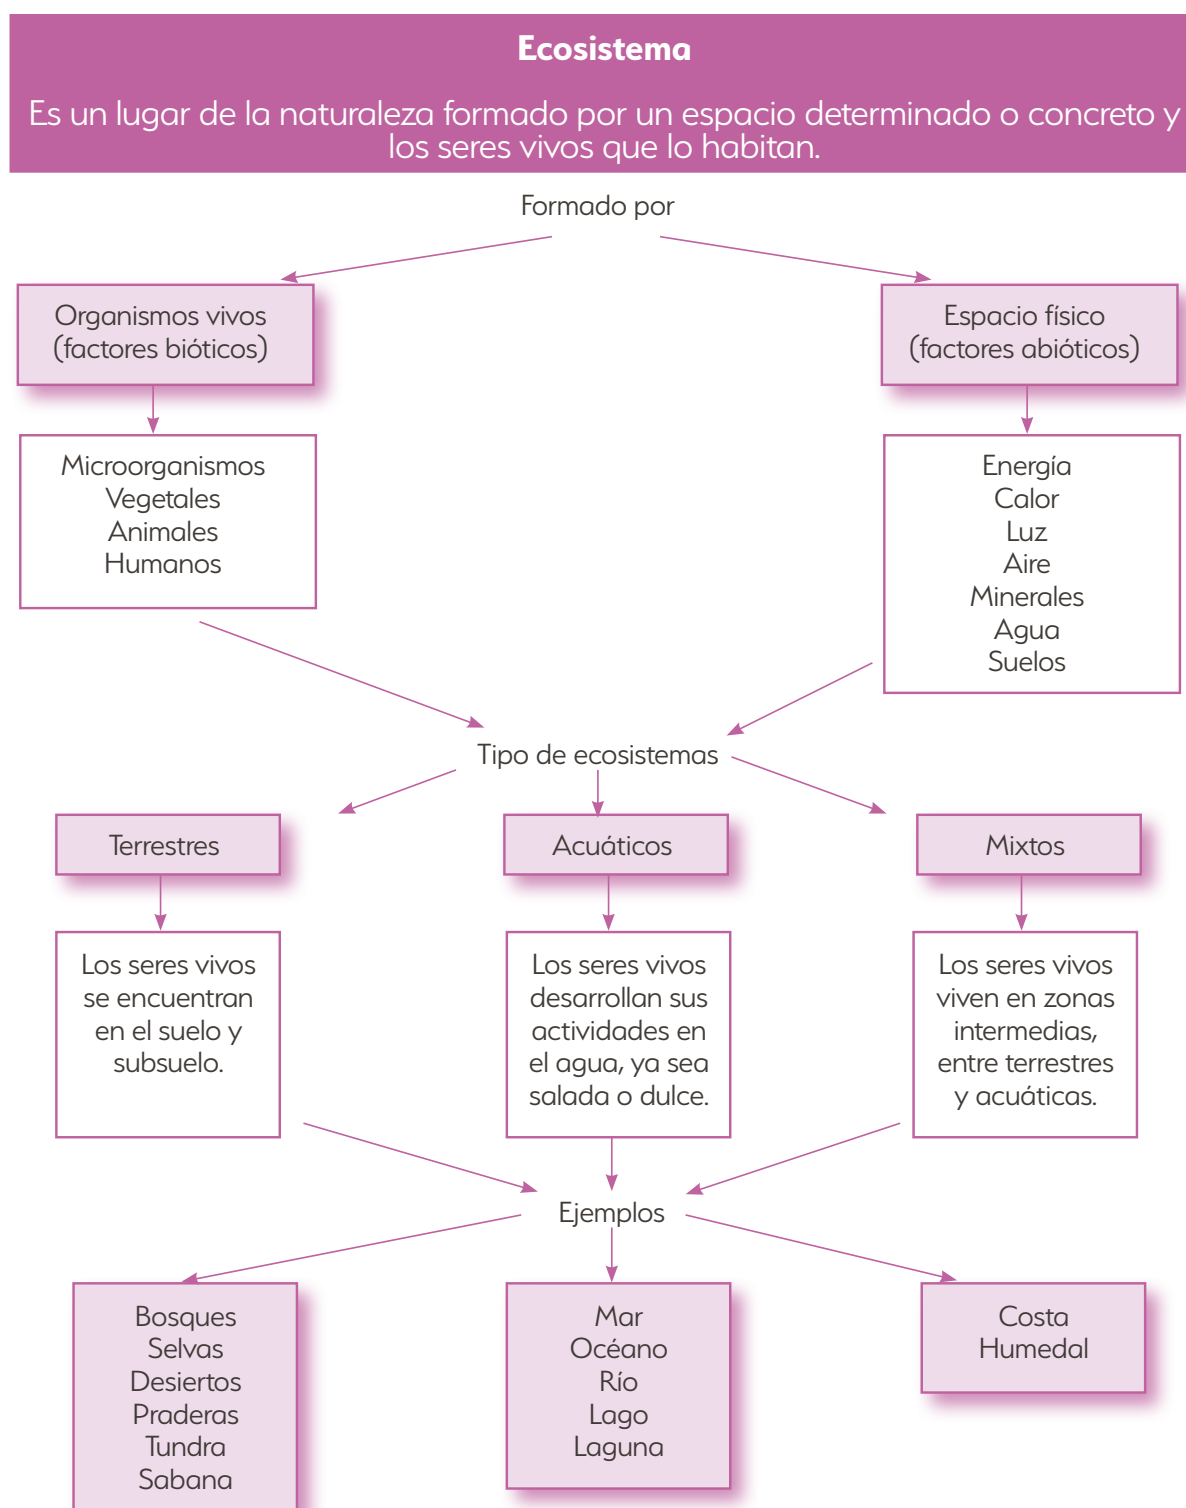 Ecosistema
Es un lugar de la naturaleza formado por un espacio determinado o concreto y
los seres vivos que lo habitan.
Formado por
Organismos vivos
(factores bióticos)
Espacio físico
(factores abióticos)
Microorganismos
Vegetales
Animales
Humanos
Energía
Calor
Luz
Aire
Minerales
Agua
Suelos
Tipo de ecosistemas
Terrestres
Acuáticos
Mixtos
Los seres vivos
se encuentran
en el suelo y
subsuelo.
Los seres vivos
desarrollan sus
actividades en
el agua, ya sea
salada o dulce.
Los seres vivos
viven en zonas
intermedias,
entre terrestres
y acuáticas.
Ejemplos
Bosques
Selvas
Desiertos
Praderas
Tundra
Sabana
Mar
Océano
Río
Lago
Laguna
Costa
Humedal